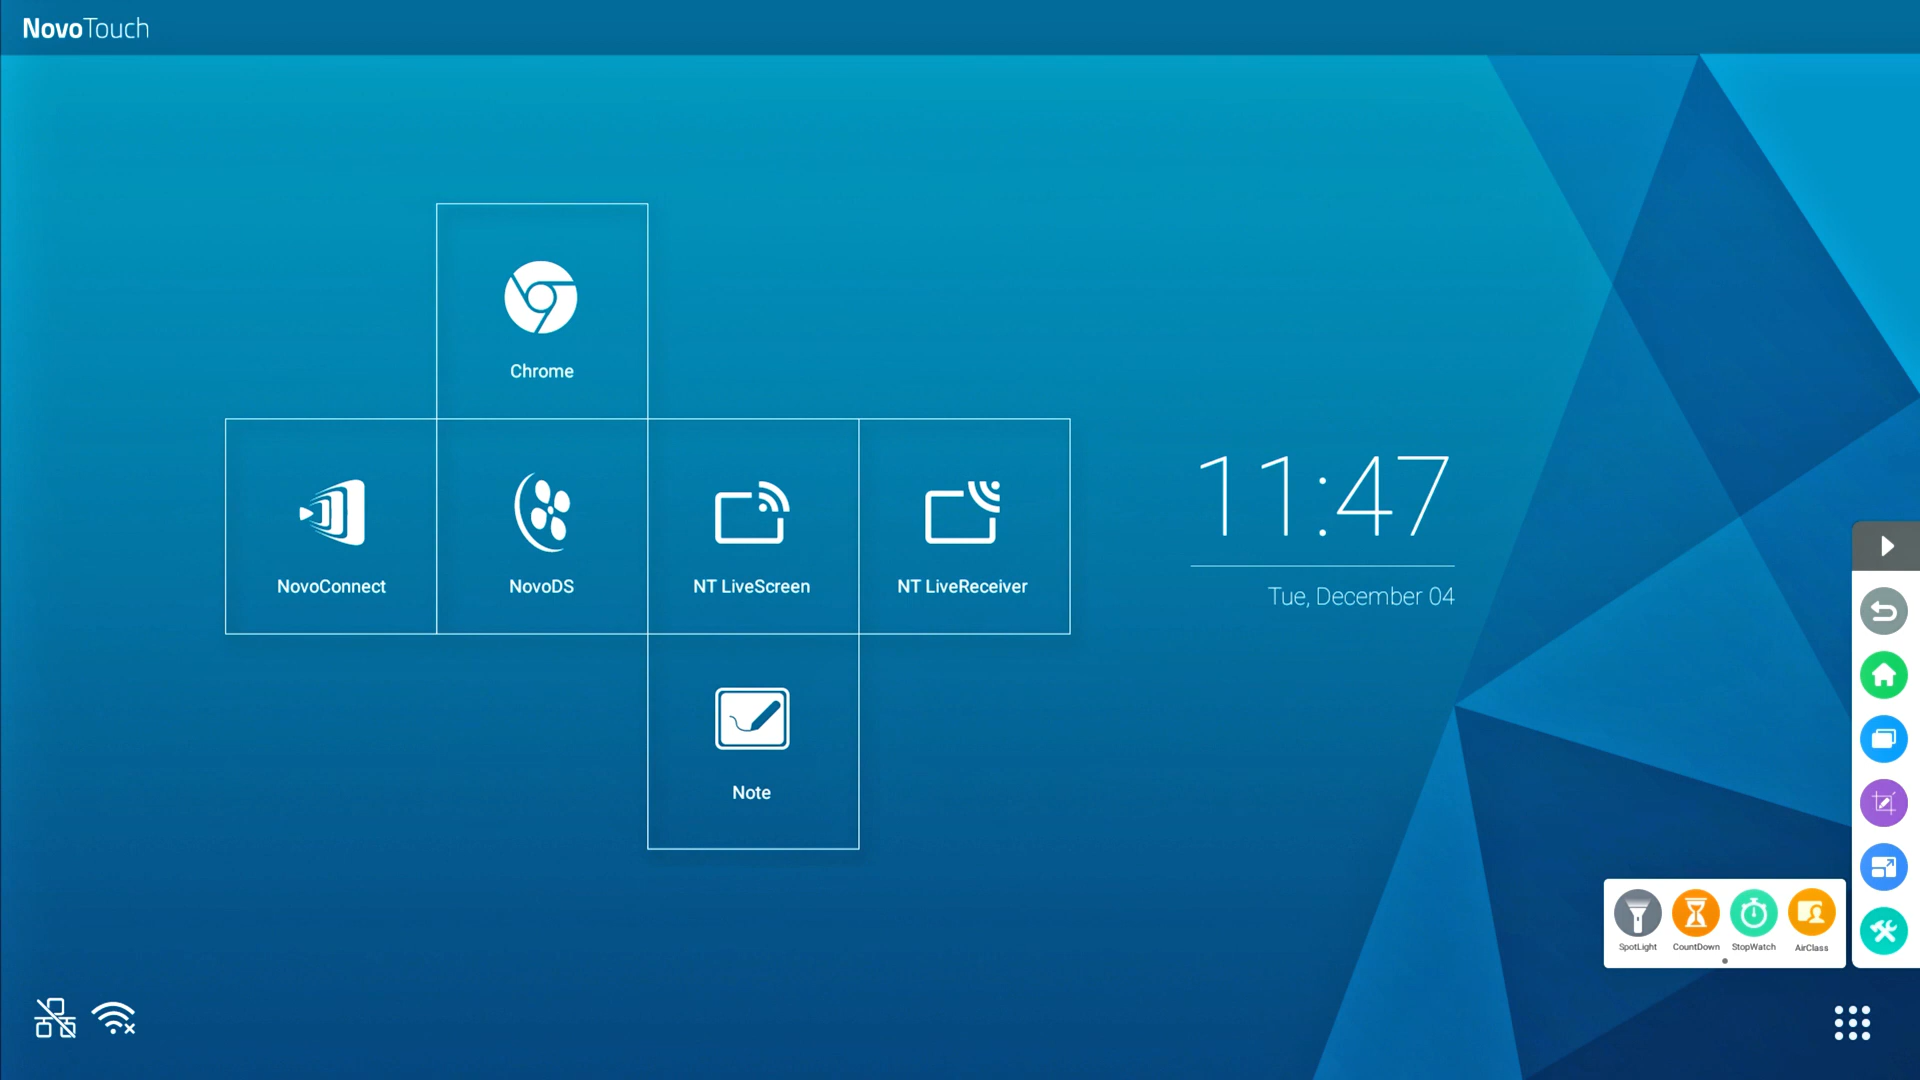 NovoTouch
Chrome
NovoConnect
NovoDS
NT LiveScreen
NT LiveReceiver
11:47
Tue, December 04
Note
SpotLight
CountDown
StopWatch
AirClass